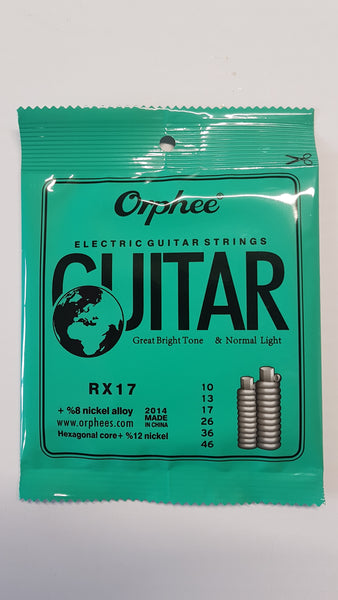 Orphee®
ELECTRIC GUITAR STRINGS
GUITAR
Great Bright Tone & Normal Light
RX17
+ %8 nickel alloy
www.orphees.com
Hexagonal core+ %12 nickel
2014
MADE
IN CHINA
10
13
17
26
36
46